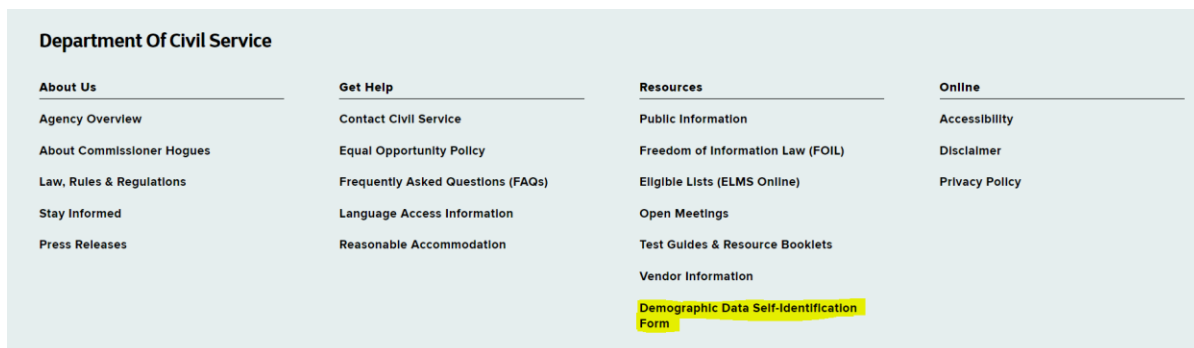 Department Of Civil Service
About Us
Agency Overview
About Commissioner Hogues
Law, Rules & Regulations
Stay Informed
Press Releases
Get Help
Contact Civil Service
Equal Opportunity Policy
Frequently Asked Questions (FAQs)
Language Access Information
Reasonable Accommodation
Resources
Public Information
Freedom of Information Law (FOIL)
Eligible Lists (ELMS Online)
Open Meetings
Test Guides & Resource Booklets
Vendor Information
Demographic Data Self-Identification
Form
Online
Accessibility
Disclaimer
Privacy Policy